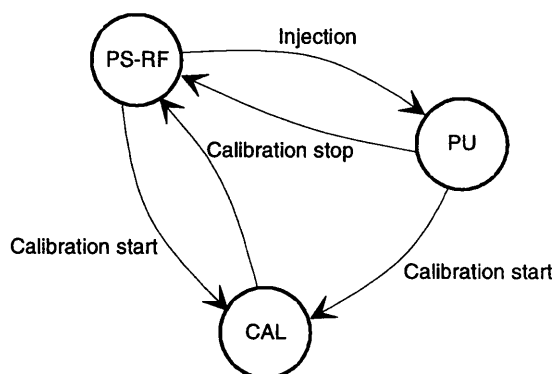 PS-RF
Injection
PU
Calibration stop
Calibration start
Calibration start
CAL